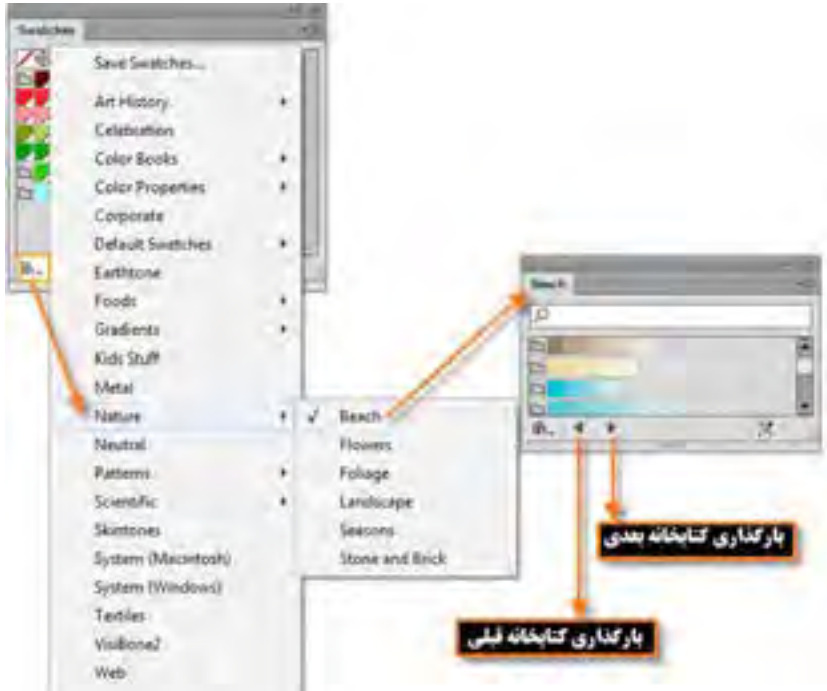 Swatches
Save Swatches...
Art History
Celebration
Color Books
Color Properties
Corporate
Default Swatches
Earthtone
Foods
Gradients
Kids Stuff
Metal
Nature
Neutral
Patterns
Scientific
Skintones
System (Macintosh)
System (Windows)
Textiles
VisiBone2
Web
Beach
Flowers
Foliage
Landscape
Seasons
Stone and Brick
Beach
بارگذاری کتابخانه بعدی
بارگذاری کتابخانه قبلی